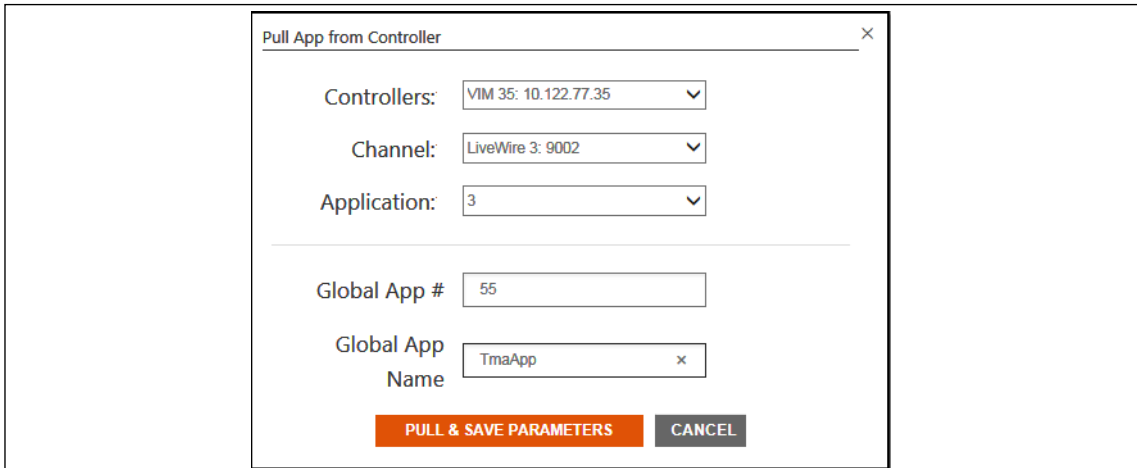 Pull App from Controller ×
Controllers: VIM 35: 10.122.77.35
Channel: LiveWire 3: 9002
Application: 3
Global App # 55
Global App
Name TmaApp ×
PULL & SAVE PARAMETERS CANCEL